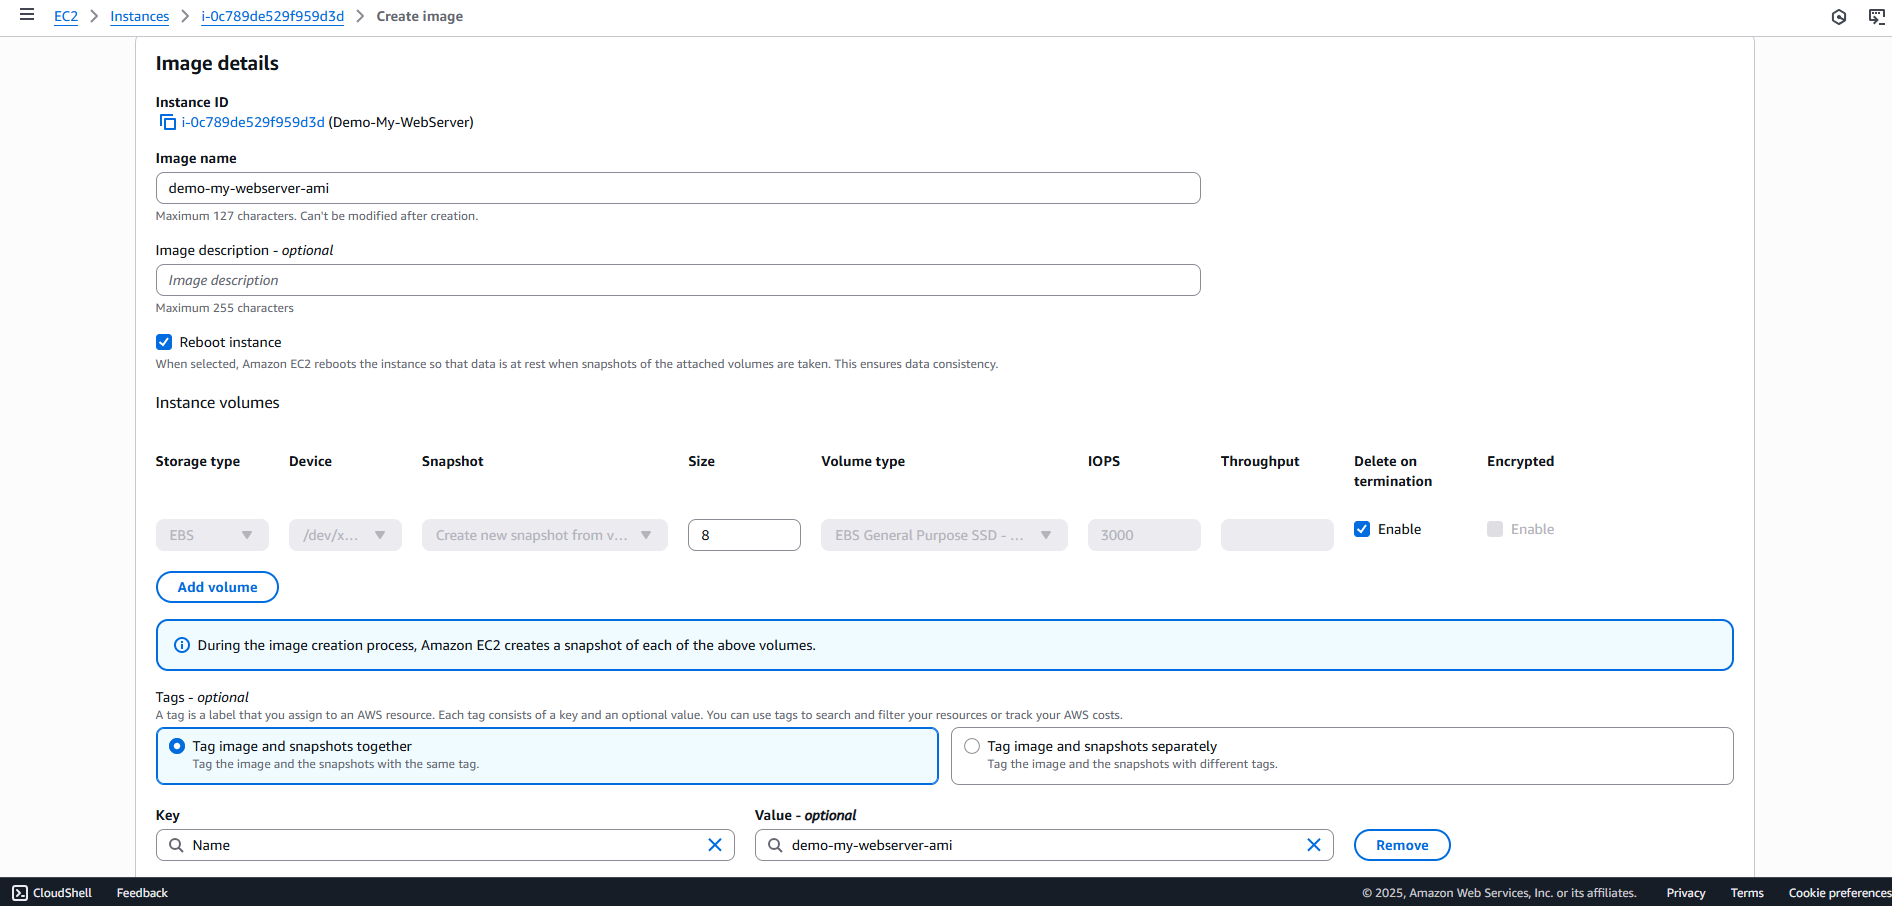 EC2 > Instances > i-0c789de529f959d3d > Create image
Image details
Instance ID
i-0c789de529f959d3d (Demo-My-WebServer)
Image name
demo-my-webserver-ami
Maximum 127 characters. Can't be modified after creation.
Image description - optional
Image description
Maximum 255 characters
Reboot instance
When selected, Amazon EC2 reboots the instance so that data is at rest when snapshots of the attached volumes are taken. This ensures data consistency.
Instance volumes
Storage type Device Snapshot Size Volume type IOPS Throughput Delete on termination Encrypted
EBS /dev/x... Create new snapshot from v... 8 EBS General Purpose SSD - ... 3000 Enable Enable
Add volume
During the image creation process, Amazon EC2 creates a snapshot of each of the above volumes.
Tags - optional
A tag is a label that you assign to an AWS resource. Each tag consists of a key and an optional value. You can use tags to search and filter your resources or track your AWS costs.
Tag image and snapshots together
Tag the image and the snapshots with the same tag.
Tag image and snapshots separately
Tag the image and the snapshots with different tags.
Key Value - optional
Name demo-my-webserver-ami Remove
CloudShell Feedback © 2025, Amazon Web Services, Inc. or its affiliates. Privacy Terms Cookie preferences